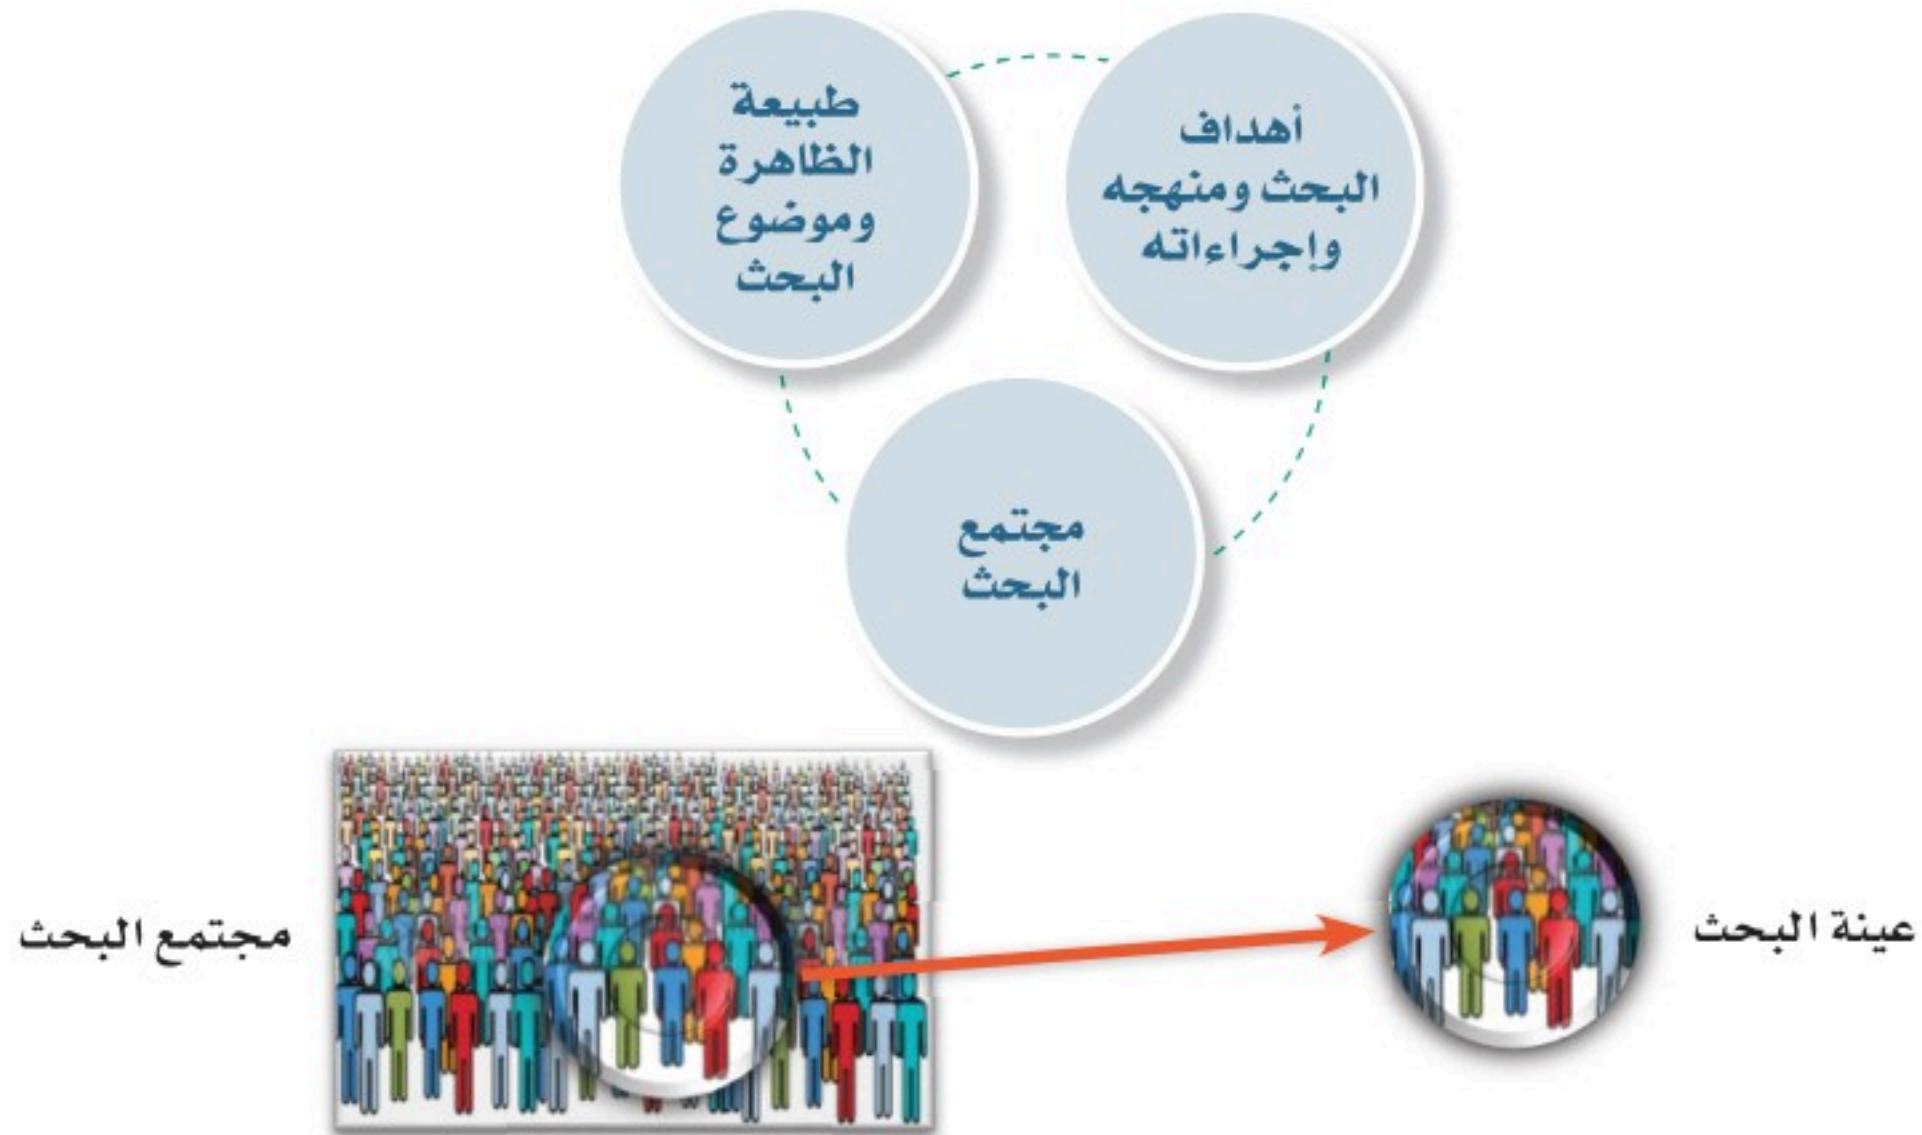 أهداف
البحث ومنهجه
وإجراءاته
طبيعة
الظاهرة
وموضوع
البحث
مجتمع
البحث
عينة البحث
مجتمع البحث